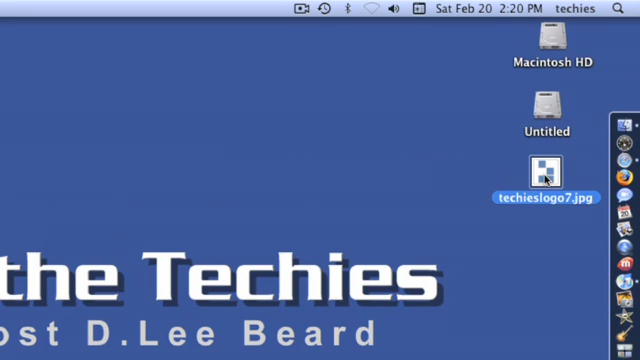 Sat Feb 20 2:20 PM techies
Macintosh HD
Untitled
techieslogo7.jpg
the Techies
ost D.Lee Beard